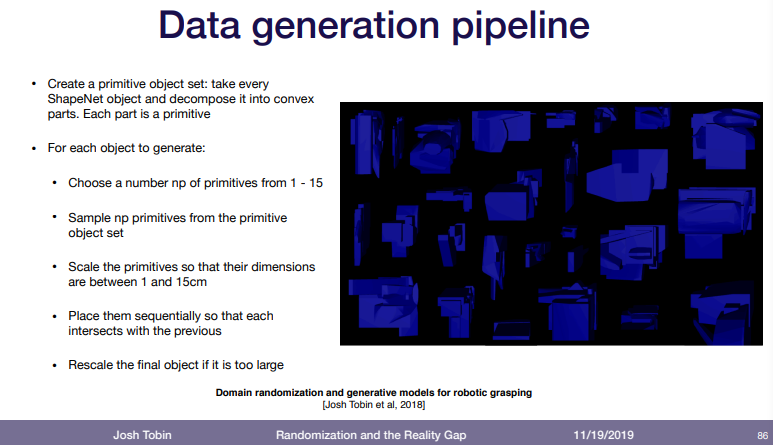 Data generation pipeline
• Create a primitive object set: take every
ShapeNet object and decompose it into convex
parts. Each part is a primitive
• For each object to generate:
• Choose a number np of primitives from 1 - 15
• Sample np primitives from the primitive
object set
• Scale the primitives so that their dimensions
are between 1 and 15cm
• Place them sequentially so that each
intersects with the previous
• Rescale the final object if it is too large
Domain randomization and generative models for robotic grasping
[Josh Tobin et al, 2018]
Josh Tobin Randomization and the Reality Gap 11/19/2019 86